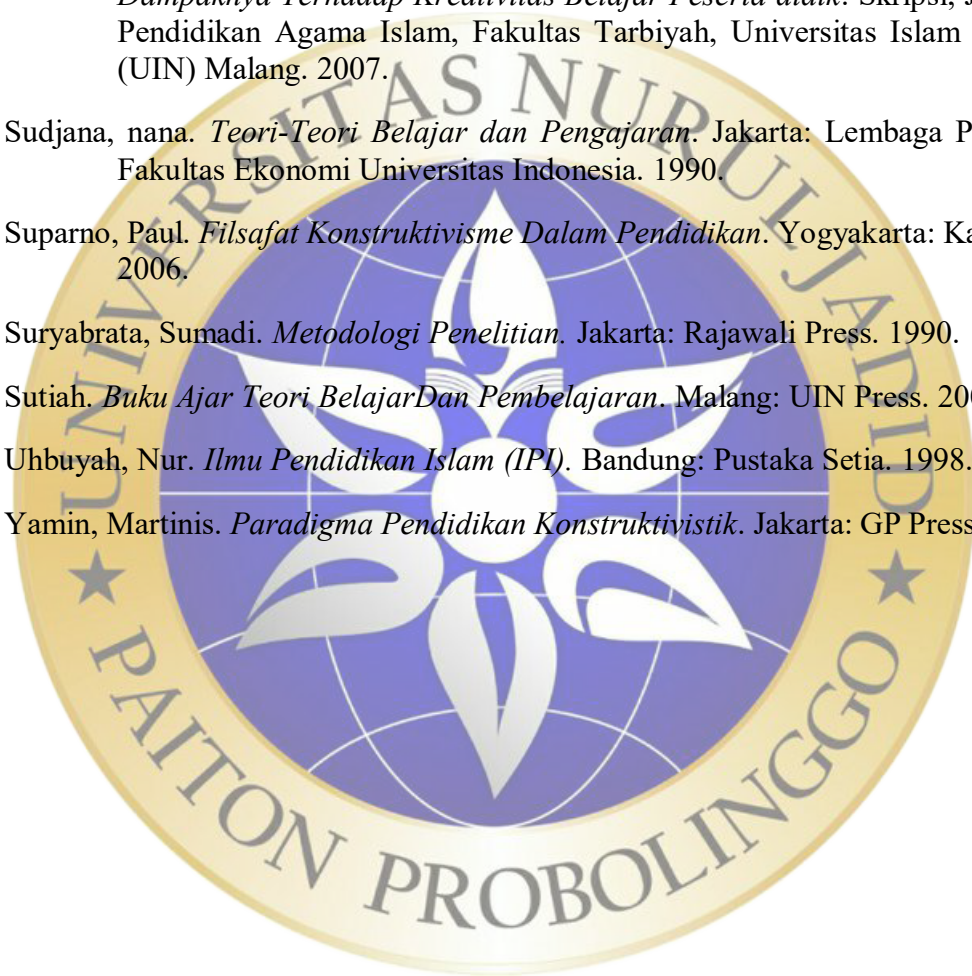 Dampaknya Terhadap Kreativitas Belajar Peserta didik. Skripsi,
Pendidikan Agama Islam, Fakultas Tarbiyah, Universitas Islam
(UIN) Malang. 2007.
Sudjana, nana. Teori-Teori Belajar dan Pengajaran. Jakarta: Lembaga
Fakultas Ekonomi Universitas Indonesia. 1990.
Suparno, Paul. Filsafat Konstruktivisme Dalam Pendidikan. Yogyakarta:
2006.
Suryabrata, Sumadi. Metodologi Penelitian. Jakarta: Rajawali Press. 1990.
Sutiah. Buku Ajar Teori BelajarDan Pembelajaran. Malang: UIN Press.
Uhbuyah, Nur. Ilmu Pendidikan Islam (IPI). Bandung: Pustaka Setia. 1998.
Yamin, Martinis. Paradigma Pendidikan Konstruktivistik. Jakarta: GP Press
UNIVERSITAS NURUL JADID
PAITON PROBOLINGGO